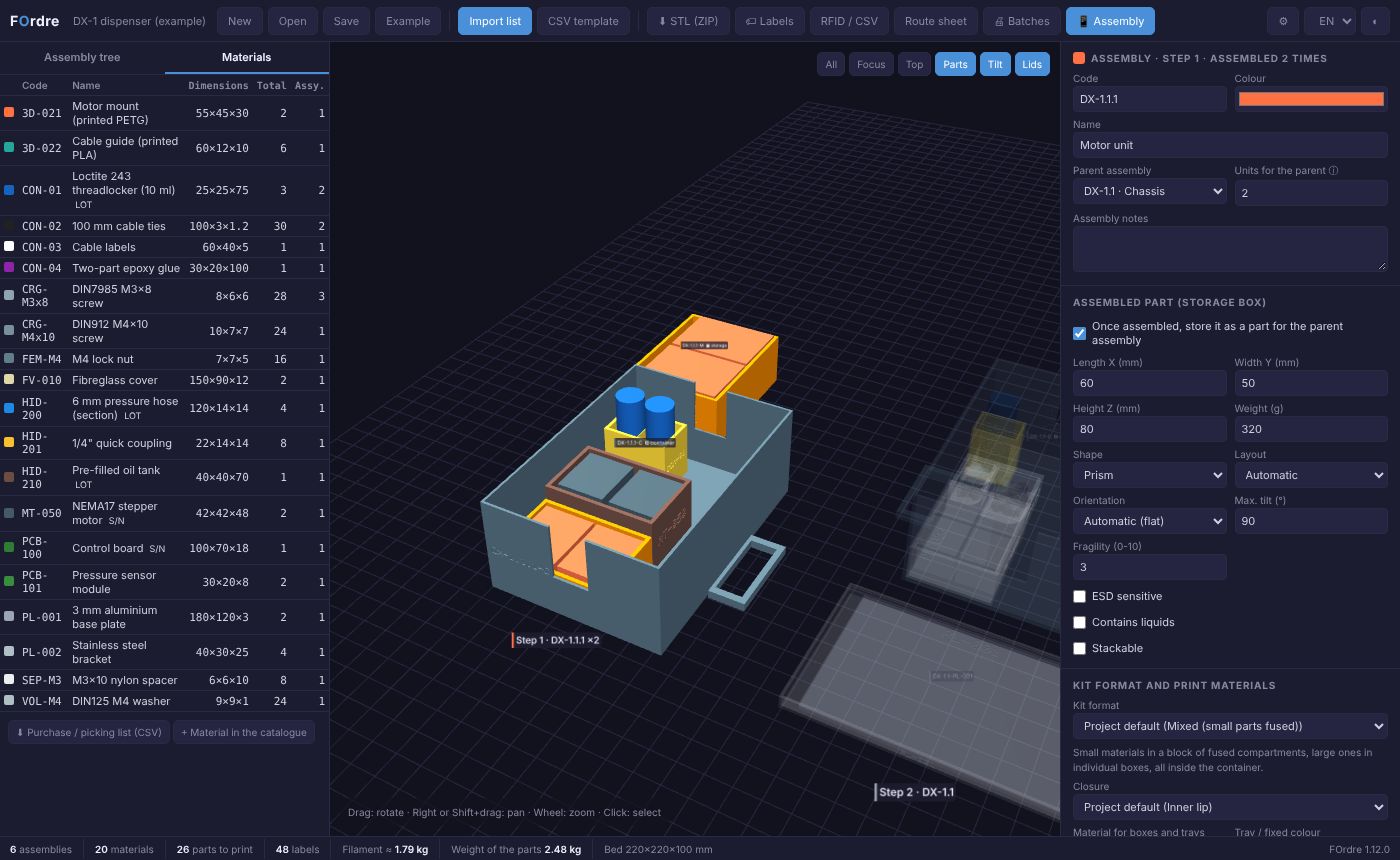 FOrdre DX-1 dispenser (example) New Open Save Example Import list CSV template ⬇ STL (ZIP) 🏷 Labels RFID / CSV Route sheet 🖨 Batches 📱 Assembly ⚙ EN
Assembly tree Materials
Code Name Dimensions Total Assy.
3D-021 Motor mount (printed PETG) 55×45×30 2 1
3D-022 Cable guide (printed PLA) 60×12×10 6 1
CON-01 Loctite 243 threadlocker (10 ml) LOT 25×25×75 3 2
CON-02 100 mm cable ties 100×3×1.2 30 2
CON-03 Cable labels 60×40×5 1 1
CON-04 Two-part epoxy glue 30×20×100 1 1
CRG-M3x8 DIN7985 M3×8 screw 8×6×6 28 3
CRG-M4x10 DIN912 M4×10 screw 10×7×7 24 1
FEM-M4 M4 lock nut 7×7×5 16 1
FV-010 Fibreglass cover 150×90×12 2 1
HID-200 6 mm pressure hose (section) LOT 120×14×14 4 1
HID-201 1/4" quick coupling 22×14×14 8 1
HID-210 Pre-filled oil tank LOT 40×40×70 1 1
MT-050 NEMA17 stepper motor S/N 42×42×48 2 1
PCB-100 Control board S/N 100×70×18 1 1
PCB-101 Pressure sensor module 30×20×8 2 1
PL-001 3 mm aluminium base plate 180×120×3 2 1
PL-002 Stainless steel bracket 40×30×25 4 1
SEP-M3 M3×10 nylon spacer 6×6×10 8 1
VOL-M4 DIN125 M4 washer 9×9×1 24 1
⬇ Purchase / picking list (CSV) + Material in the catalogue
All Focus Top Parts Tilt Lids
Step 1 · DX-1.1.1 ×2
Step 2 · DX-1.1
Drag: rotate · Right or Shift+drag: pan · Wheel: zoom · Click: select
ASSEMBLY · STEP 1 · ASSEMBLED 2 TIMES
Code Colour
DX-1.1.1
Name
Motor unit
Parent assembly Units for the parent ⓘ
DX-1.1 · Chassis 2
Assembly notes
ASSEMBLED PART (STORAGE BOX)
Once assembled, store it as a part for the parent
assembly
Length X (mm) Width Y (mm)
60 50
Height Z (mm) Weight (g)
80 320
Shape Layout
Prism Automatic
Orientation Max. tilt (°)
Automatic (flat) 90
Fragility (0-10)
3
ESD sensitive
Contains liquids
Stackable
KIT FORMAT AND PRINT MATERIALS
Kit format
Project default (Mixed (small parts fused))
Small materials in a block of fused compartments, large ones in
individual boxes, all inside the container.
Closure
Project default (Inner lip)
Material for boxes and trays Tray / fixed colour
6 assemblies 20 materials 26 parts to print 48 labels Filament ≈ 1.79 kg Weight of the parts 2.48 kg Bed 220×220×100 mm FOrdre 1.12.0